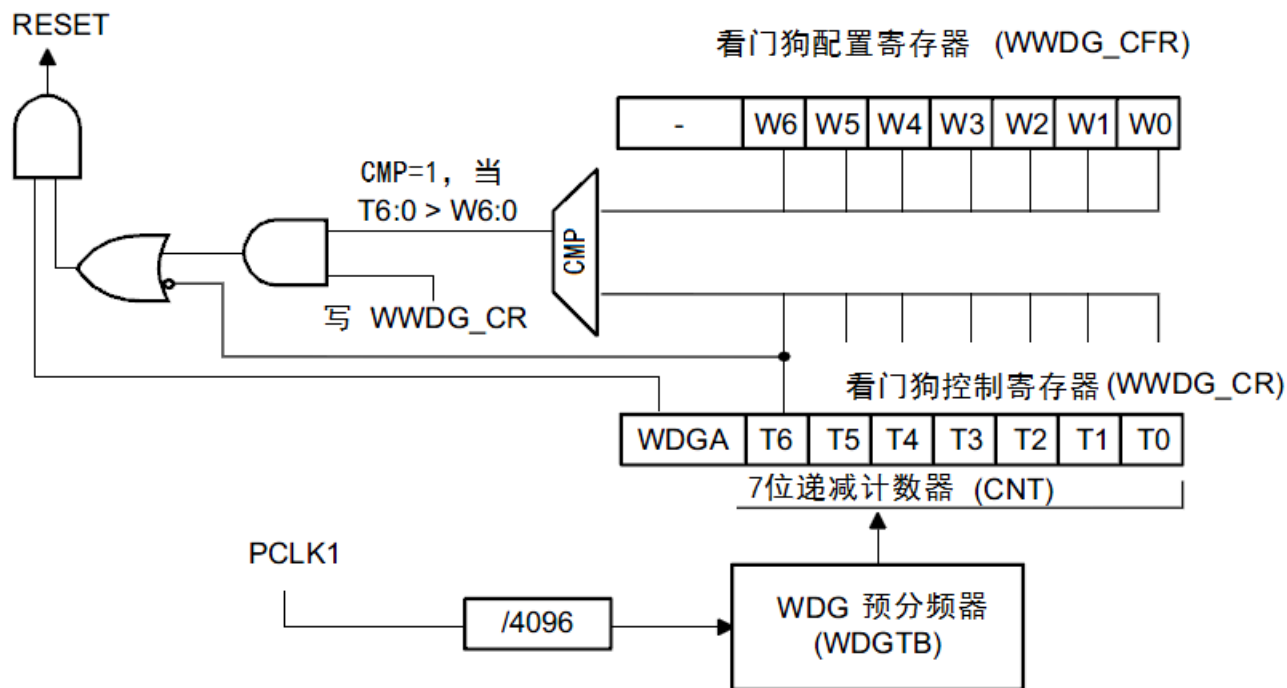 RESET
看门狗配置寄存器 (WWDG_CFR)
-
W6
W5
W4
W3
W2
W1
W0
CMP=1, 当
T6:0 > W6:0
CMP
写 WWDG_CR
看门狗控制寄存器(WWDG_CR)
WDGA
T6
T5
T4
T3
T2
T1
T0
7位递减计数器 (CNT)
PCLK1
/4096
WDG 预分频器
(WDGTB)